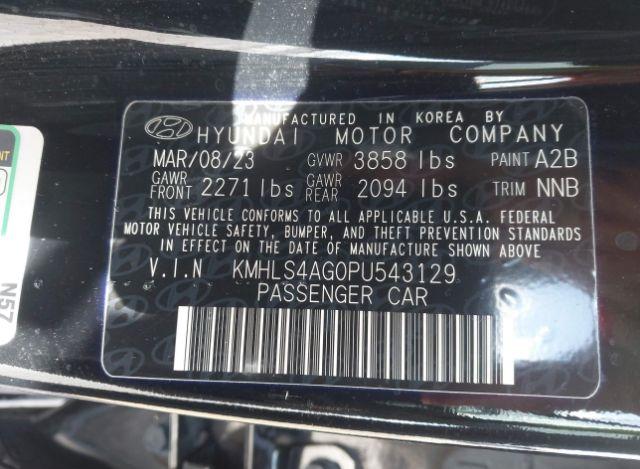 MANUFACTURED IN KOREA BY
HYUNDAI MOTOR COMPANY
MAR/08/23 GVWR 3858 lbs PAINT A2B
GAWR FRONT 2271 lbs GAWR REAR 2094 lbs TRIM NNB
THIS VEHICLE CONFORMS TO ALL APPLICABLE U.S.A. FEDERAL
MOTOR VEHICLE SAFETY, BUMPER, AND THEFT PREVENTION STANDARDS
IN EFFECT ON THE DATE OF MANUFACTURE SHOWN ABOVE
V.I.N KMHLS4AG0PU543129
PASSENGER CAR
N57